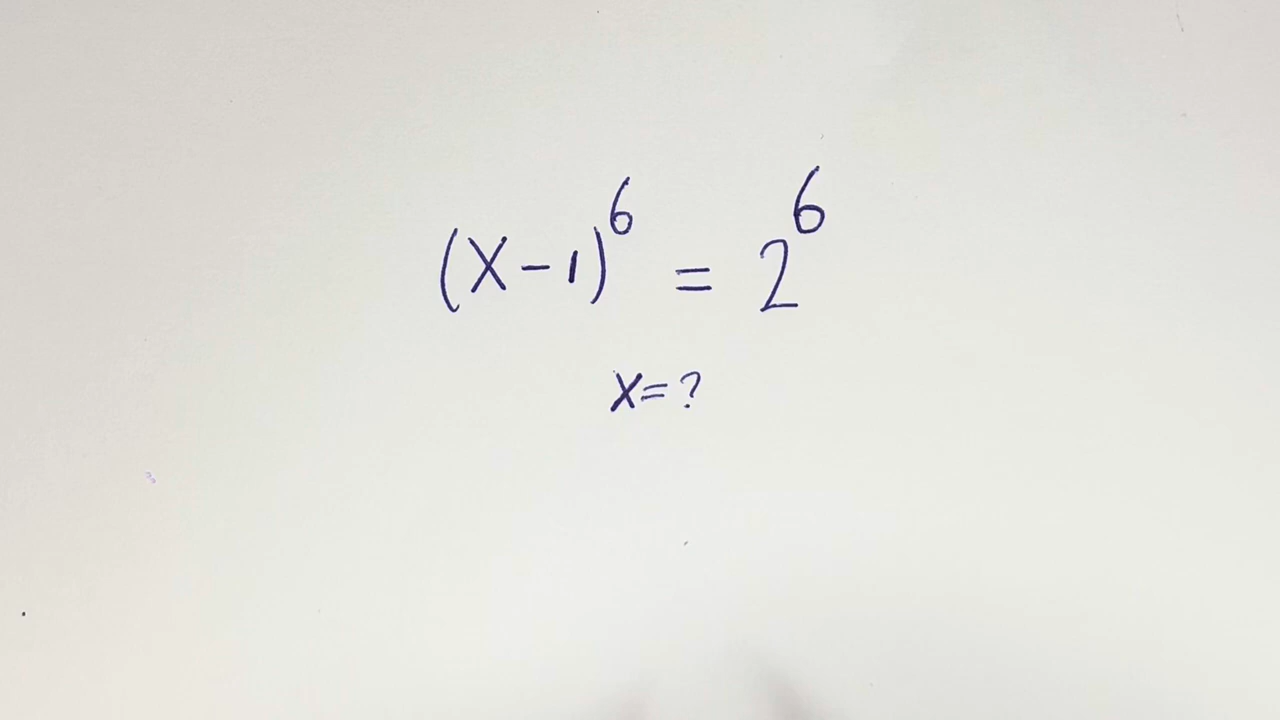 (X-1)^6 = 2^6
x=?